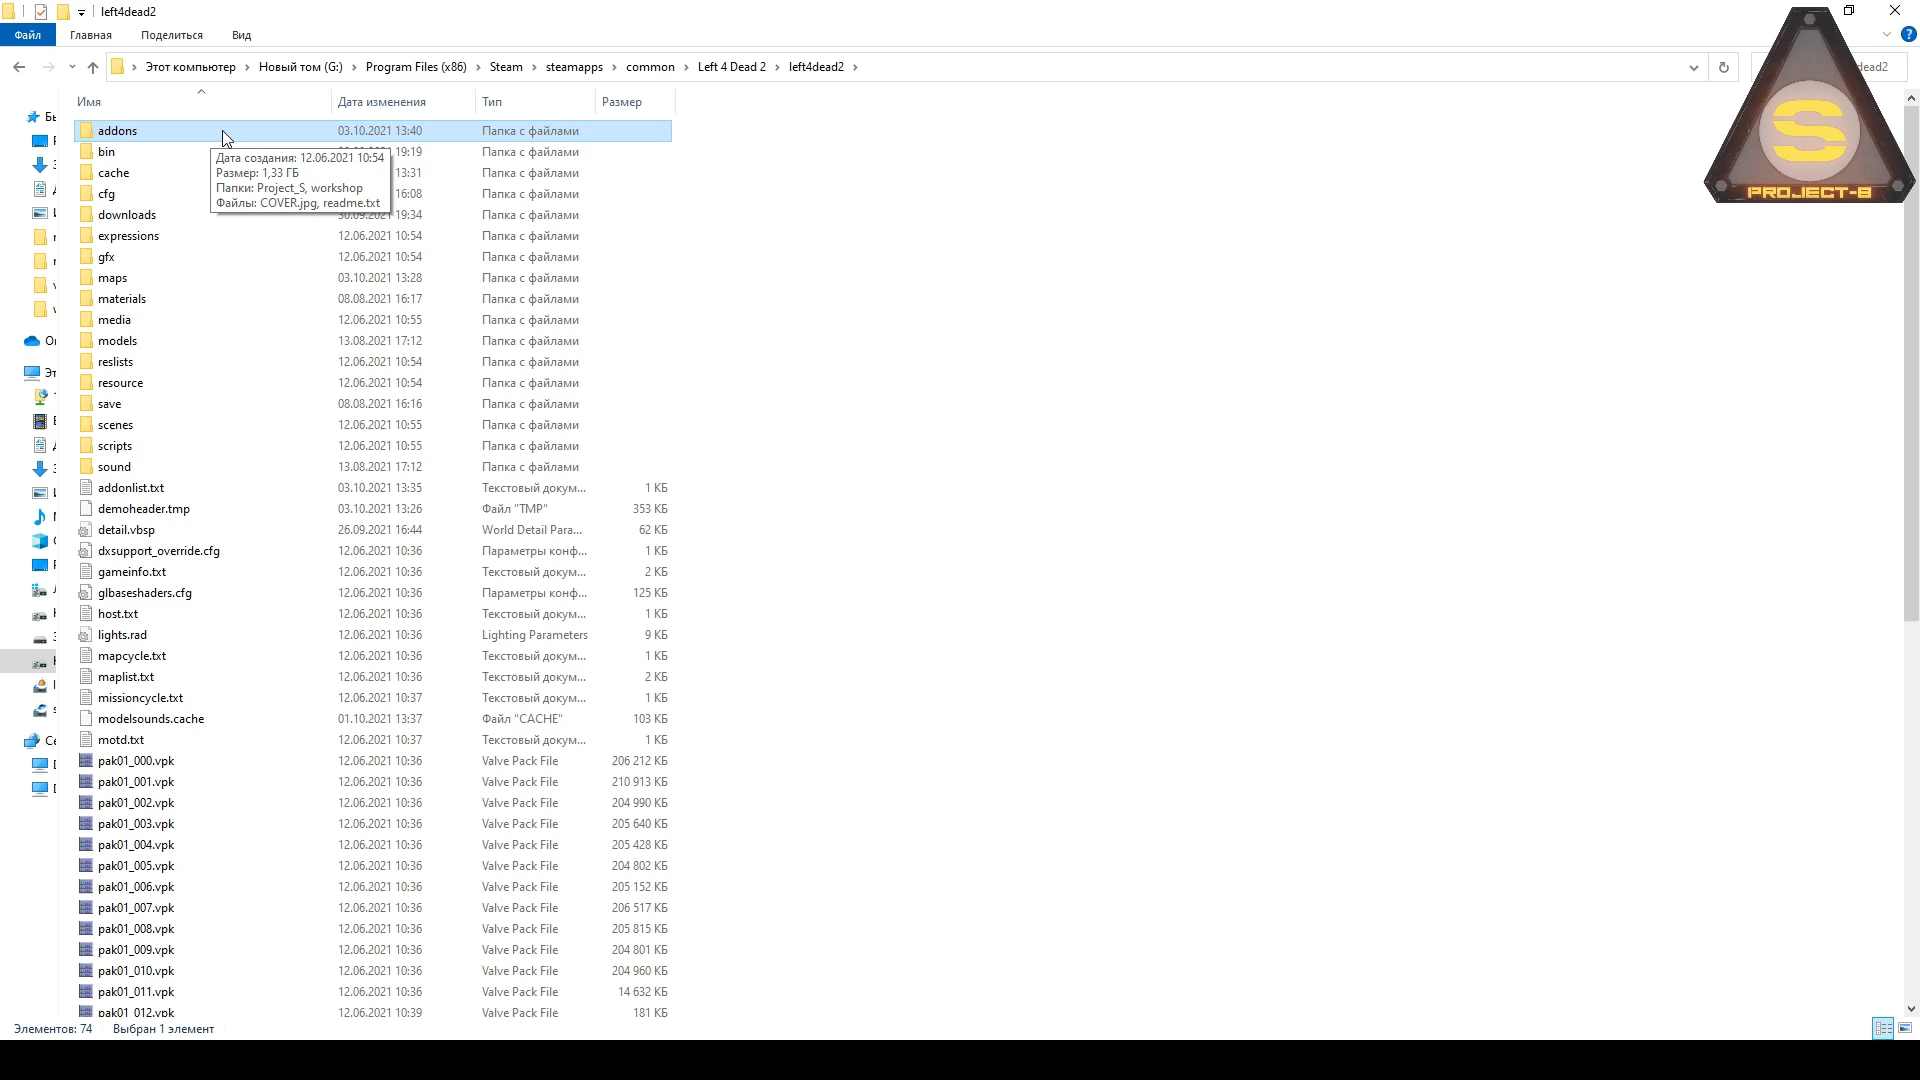 left4dead2
Файл Главная Поделиться Вид
Этот компьютер Новый том (G:) Program Files (x86) Steam steamapps common Left 4 Dead 2 left4dead2
dead2
PROJECT-8
Имя Дата изменения Тип Размер
addons 03.10.2021 13:40 Папка с файлами
bin 19:19 Папка с файлами
Дата создания: 12.06.2021 10:54
Размер: 1,33 ГБ
Папки: Project_S, workshop
Файлы: COVER.jpg, readme.txt
cache 13:31 Папка с файлами
cfg 16:08 Папка с файлами
downloads 30.09.2021 19:34 Папка с файлами
expressions 12.06.2021 10:54 Папка с файлами
gfx 12.06.2021 10:54 Папка с файлами
maps 03.10.2021 13:28 Папка с файлами
materials 08.08.2021 16:17 Папка с файлами
media 12.06.2021 10:55 Папка с файлами
models 13.08.2021 17:12 Папка с файлами
reslists 12.06.2021 10:54 Папка с файлами
resource 12.06.2021 10:54 Папка с файлами
save 08.08.2021 16:16 Папка с файлами
scenes 12.06.2021 10:55 Папка с файлами
scripts 12.06.2021 10:55 Папка с файлами
sound 13.08.2021 17:12 Папка с файлами
addonlist.txt 03.10.2021 13:35 Текстовый докум... 1 КБ
demoheader.tmp 03.10.2021 13:26 Файл "TMP" 353 КБ
detail.vbsp 26.09.2021 16:44 World Detail Para... 62 КБ
dxsupport_override.cfg 12.06.2021 10:36 Параметры конф... 1 КБ
gameinfo.txt 12.06.2021 10:36 Текстовый докум... 2 КБ
glbaseshaders.cfg 12.06.2021 10:36 Параметры конф... 125 КБ
host.txt 12.06.2021 10:36 Текстовый докум... 1 КБ
lights.rad 12.06.2021 10:36 Lighting Parameters 9 КБ
mapcycle.txt 12.06.2021 10:36 Текстовый докум... 1 КБ
maplist.txt 12.06.2021 10:36 Текстовый докум... 2 КБ
missioncycle.txt 12.06.2021 10:37 Текстовый докум... 1 КБ
modelsounds.cache 01.10.2021 13:37 Файл "CACHE" 103 КБ
motd.txt 12.06.2021 10:37 Текстовый докум... 1 КБ
pak01_000.vpk 12.06.2021 10:36 Valve Pack File 206 212 КБ
pak01_001.vpk 12.06.2021 10:36 Valve Pack File 210 913 КБ
pak01_002.vpk 12.06.2021 10:36 Valve Pack File 204 990 КБ
pak01_003.vpk 12.06.2021 10:36 Valve Pack File 205 640 КБ
pak01_004.vpk 12.06.2021 10:36 Valve Pack File 205 428 КБ
pak01_005.vpk 12.06.2021 10:36 Valve Pack File 204 802 КБ
pak01_006.vpk 12.06.2021 10:36 Valve Pack File 205 152 КБ
pak01_007.vpk 12.06.2021 10:36 Valve Pack File 206 517 КБ
pak01_008.vpk 12.06.2021 10:36 Valve Pack File 205 815 КБ
pak01_009.vpk 12.06.2021 10:36 Valve Pack File 204 801 КБ
pak01_010.vpk 12.06.2021 10:36 Valve Pack File 204 960 КБ
pak01_011.vpk 12.06.2021 10:36 Valve Pack File 14 632 КБ
pak01_012.vpk 12.06.2021 10:39 Valve Pack File 181 КБ
Элементов: 74 Выбран 1 элемент